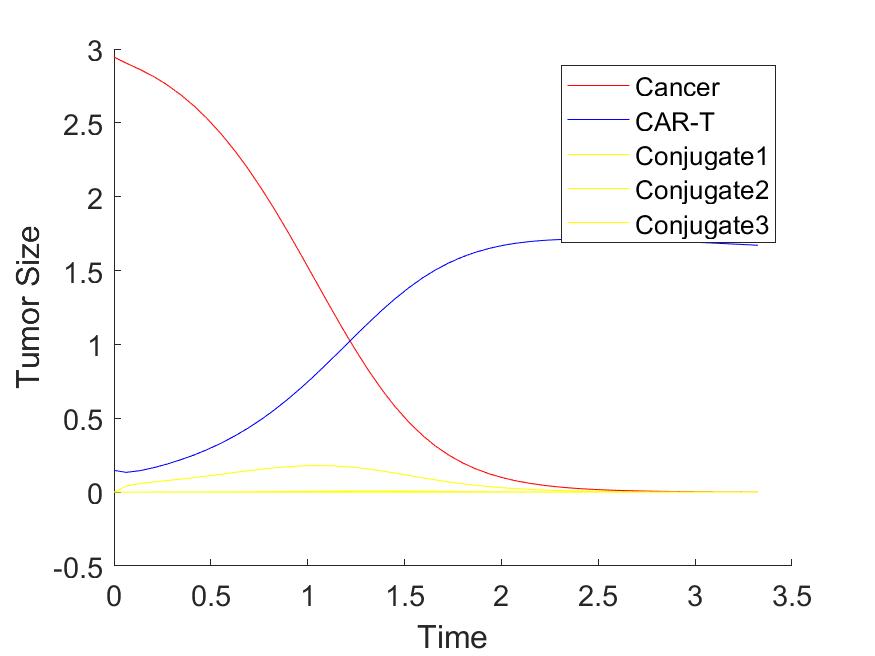 3
2.5
2
1.5
1
0.5
0
-0.5
Tumor Size
Cancer
CAR-T
Conjugate1
Conjugate2
Conjugate3
0 0.5 1 1.5 2 2.5 3 3.5
Time